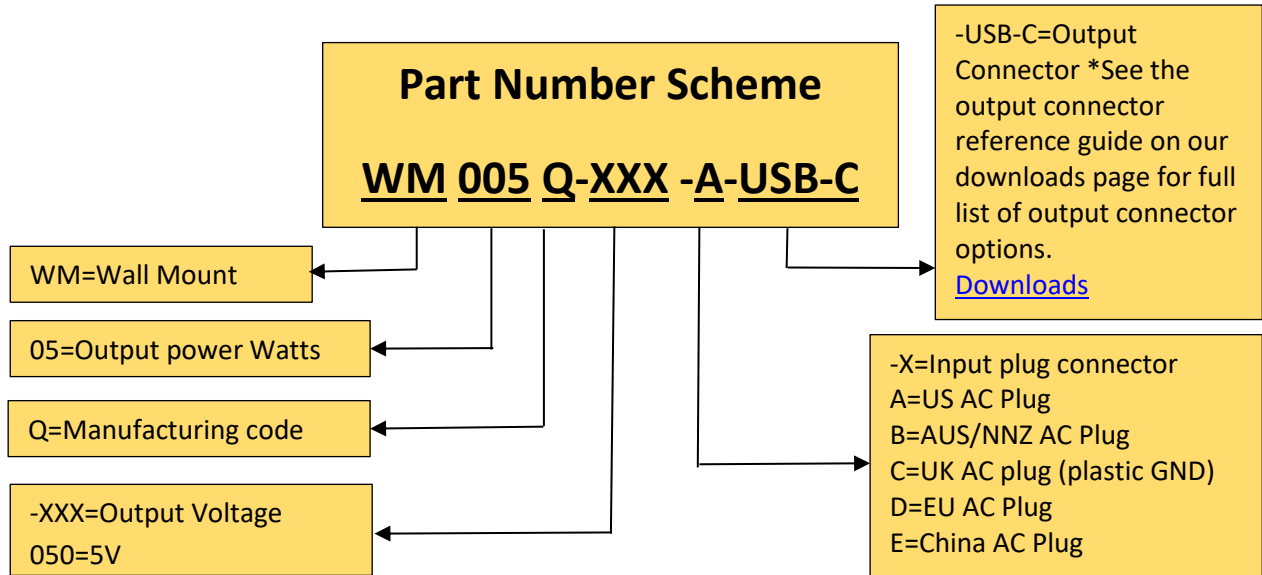 Part Number Scheme
WM 005 Q-XXX -A-USB-C
-USB-C=Output
Connector *See the
output connector
reference guide on our
downloads page for full
list of output connector
options.
Downloads
WM=Wall Mount
05=Output power Watts
Q=Manufacturing code
-XXX=Output Voltage
050=5V
-X=Input plug connector
A=US AC Plug
B=AUS/NNZ AC Plug
C=UK AC plug (plastic GND)
D=EU AC Plug
E=China AC Plug